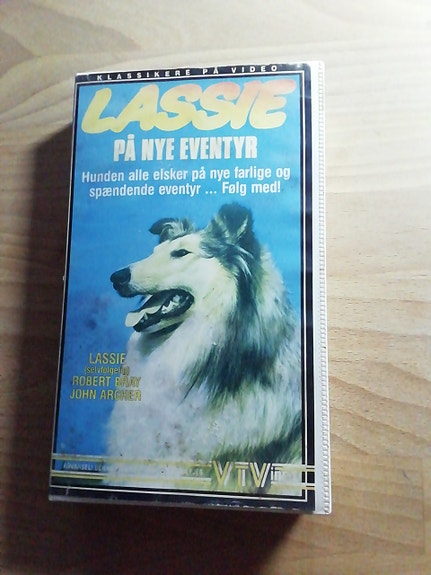 KLASSIKERE PÅ VIDEO
LASSIE
PÅ NYE EVENTYR
Hunden alle elsker på nye farlige og
spændende eventyr ... Følg med!
LASSIE
(selvfølgelig)
ROBERT BRAY
JOHN ARCHER
VTV